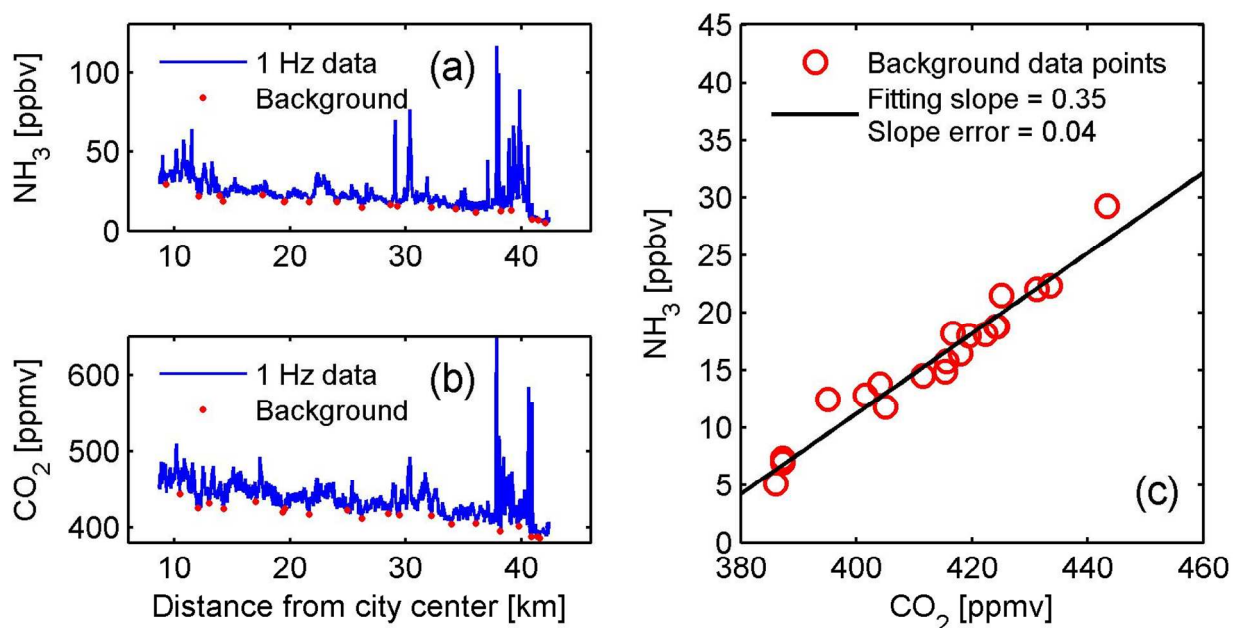 NH3 [ppbv]
100
50
0
1 Hz data
Background
(a)
10 20 30 40
CO2 [ppmv]
600
500
400
1 Hz data
Background
(b)
10 20 30 40
Distance from city center [km]
NH3 [ppbv]
45
40
35
30
25
20
15
10
5
0
Background data points
Fitting slope = 0.35
Slope error = 0.04
(c)
380 400 420 440 460
CO2 [ppmv]